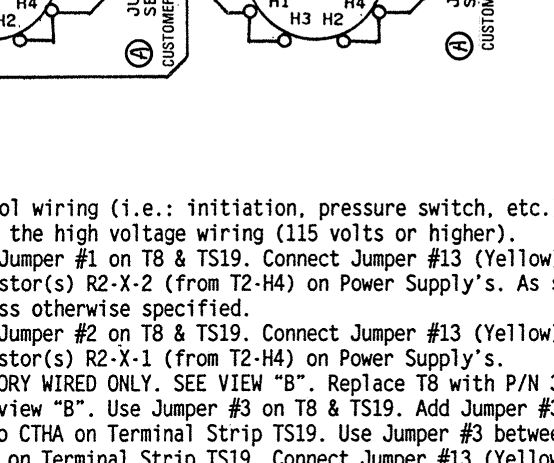 H4
H2
A
CUSTOMER
H1
H4
H3 H2
A
ol wiring (i.e.: initiation, pressure switch, etc.
the high voltage wiring (115 volts or higher).
Jumper #1 on T8 & TS19. Connect Jumper #13 (Yellow)
stor(s) R2-X-2 (from T2-H4) on Power Supply's. As
ss otherwise specified.
Jumper #2 on T8 & TS19. Connect Jumper #13 (Yellow)
stor(s) R2-X-1 (from T2-H4) on Power Supply's.
ORY WIRED ONLY. SEE VIEW "B". Replace T8 with P/N
view "B". Use Jumper #3 on T8 & TS19. Add Jumper
o CTHA on Terminal Strip TS19. Use Jumper #3 betwee
on Terminal Strip TS19. Connect Jumper #13 (Yellow